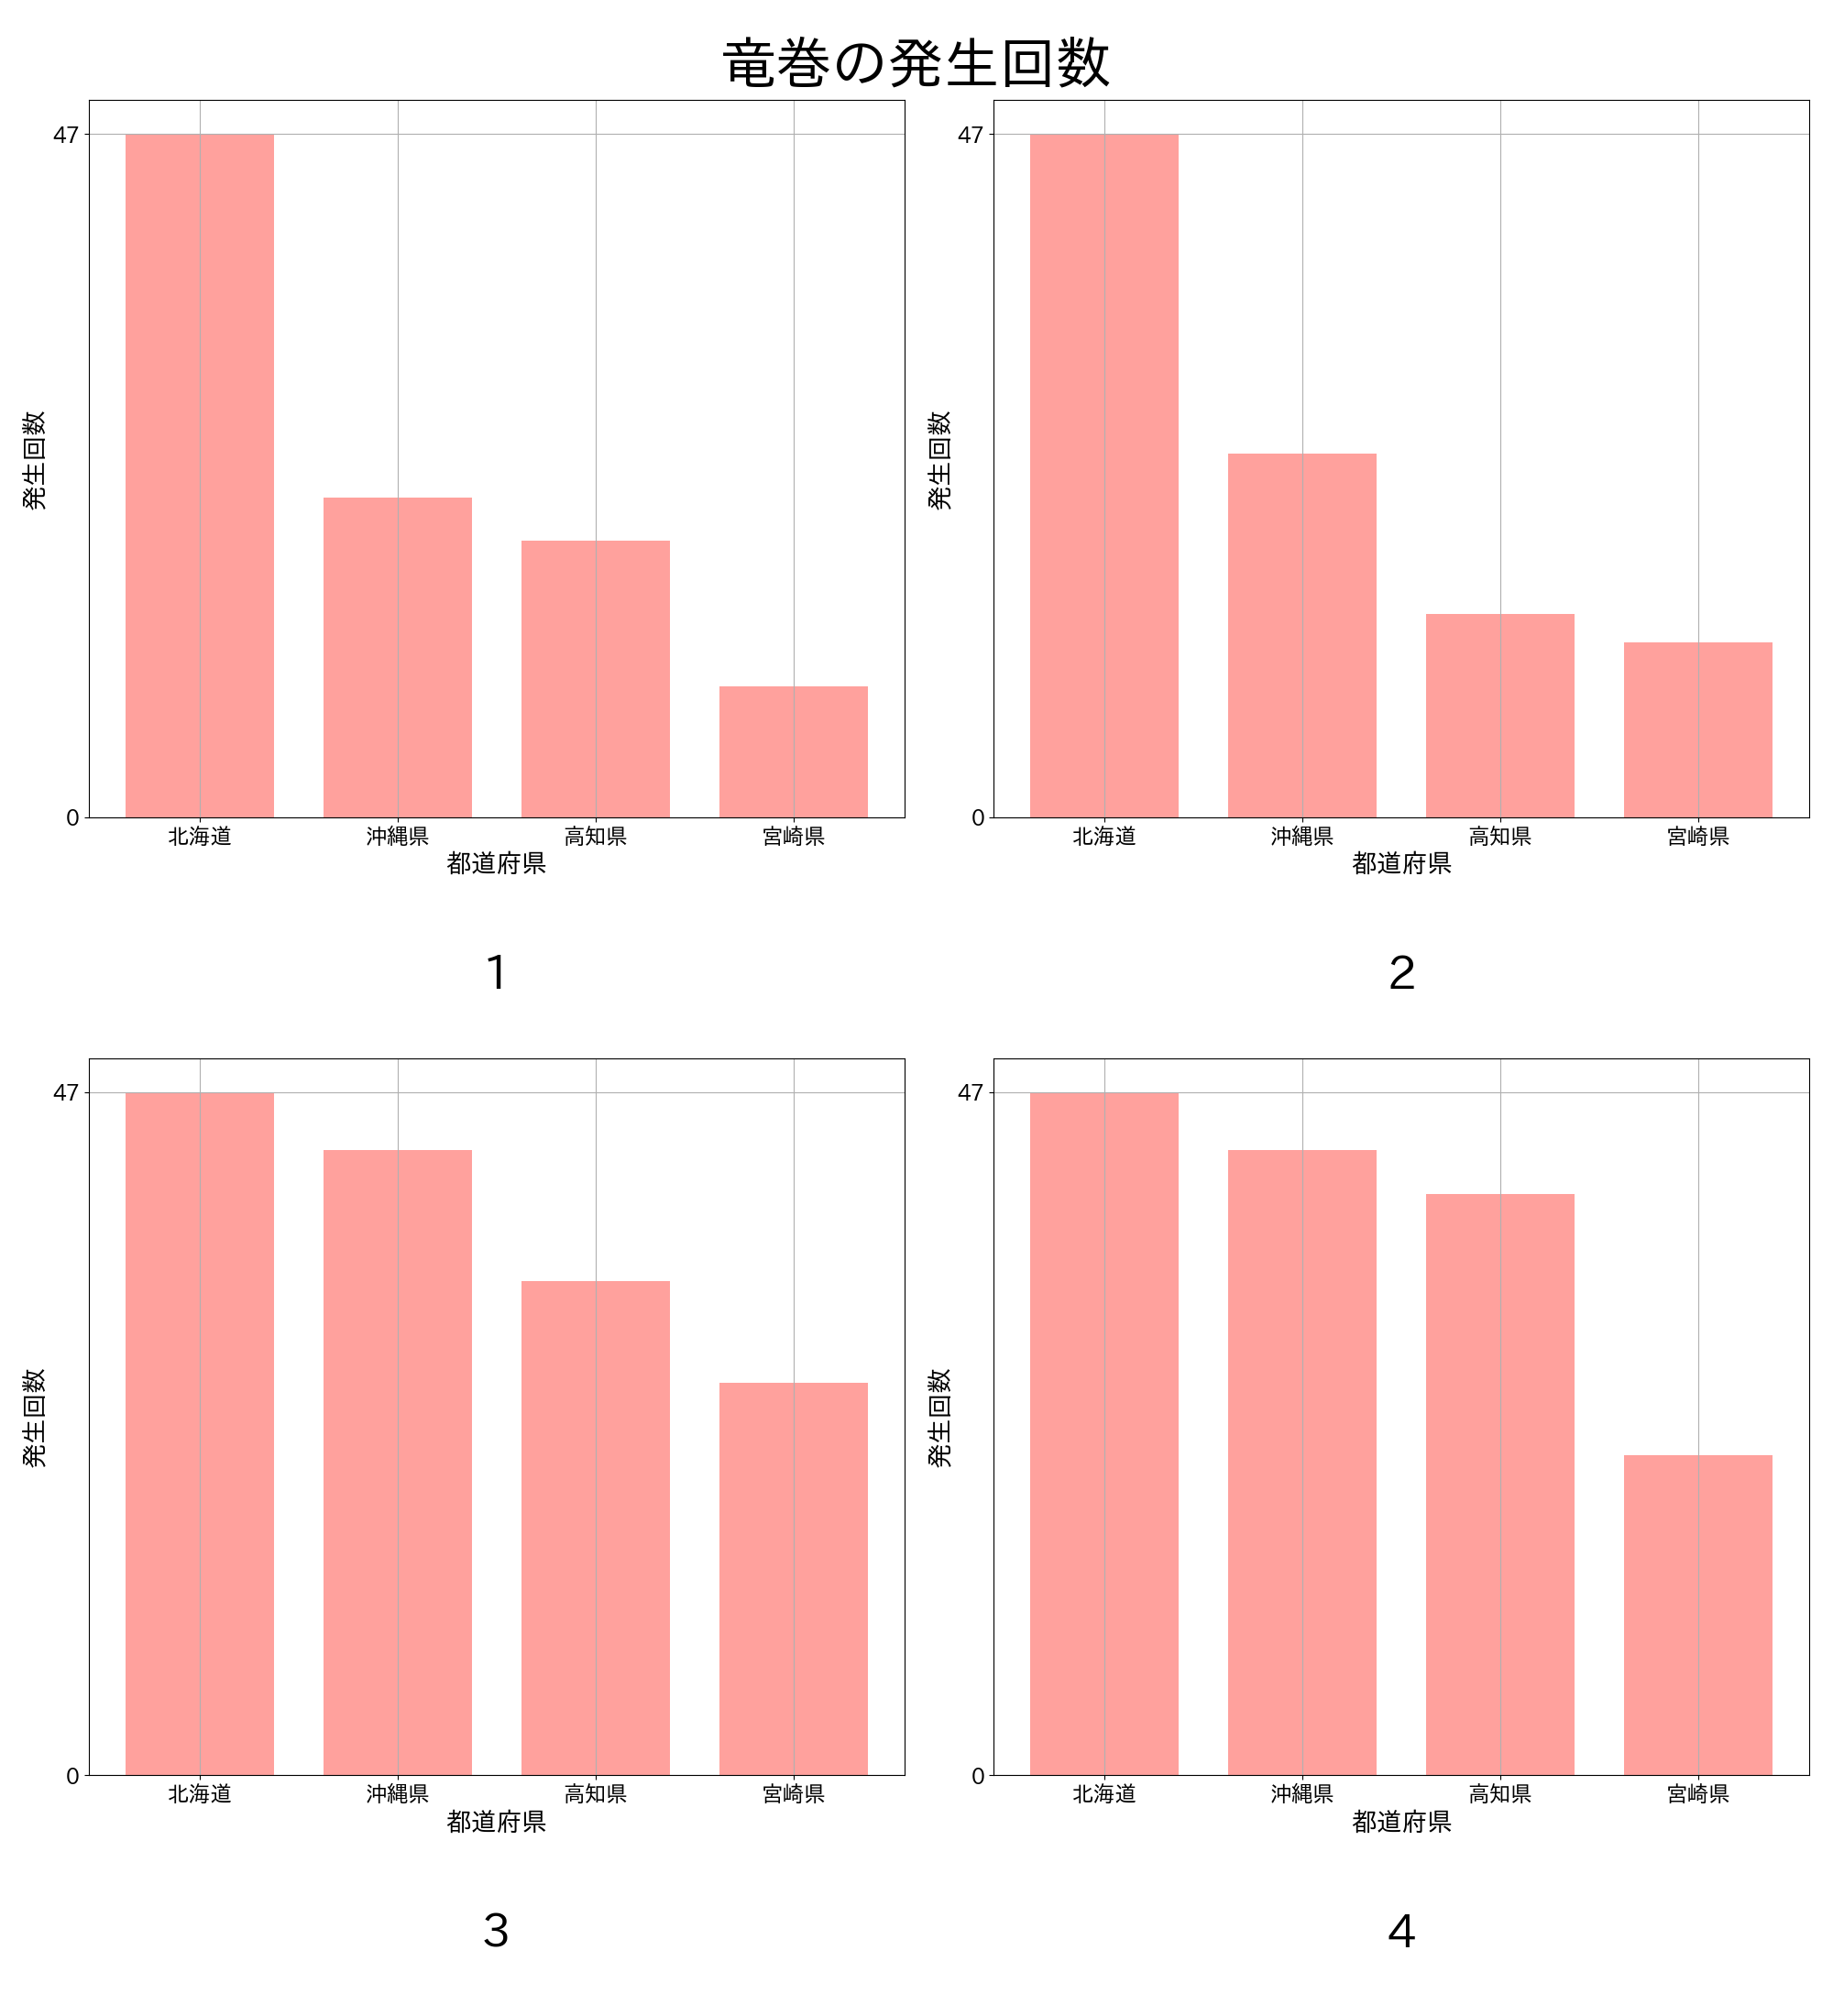 竜巻の発生回数
47
0
発生回数
北海道 沖縄県 高知県 宮崎県
都道府県
1
47
0
発生回数
北海道 沖縄県 高知県 宮崎県
都道府県
2
47
0
発生回数
北海道 沖縄県 高知県 宮崎県
都道府県
3
47
0
発生回数
北海道 沖縄県 高知県 宮崎県
都道府県
4